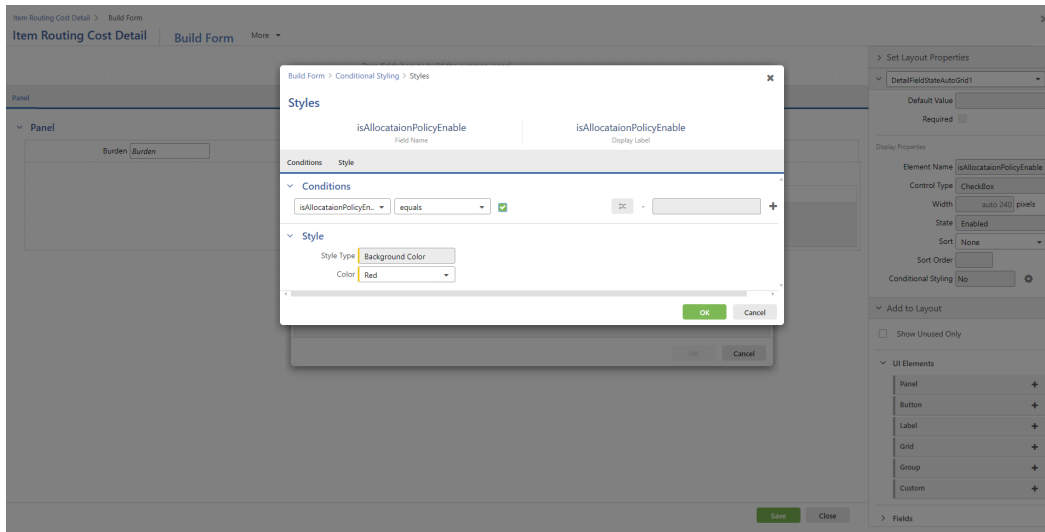 Item Routing Cost Detail > Build Form
Item Routing Cost Detail Build Form More
Set Layout Properties
DetailFieldStateAutoGrid1
Default Value
Required
Display Properties
Element Name isAllocataionPolicyEnable
Control Type CheckBox
Width auto 240 pixels
State Enabled
Sort None
Sort Order
Conditional Styling No
Add to Layout
Show Unused Only
UI Elements
Panel
Button
Label
Grid
Group
Custom
Fields
Panel
Panel
Burden Burden
Build Form > Conditional Styling > Styles
Styles
isAllocataionPolicyEnable isAllocataionPolicyEnable
Field Name Display Label
Conditions Style
Conditions
isAllocataionPolicyEn.. equals -
Style
Style Type Background Color
Color Red
OK Cancel
Cancel
Save Close